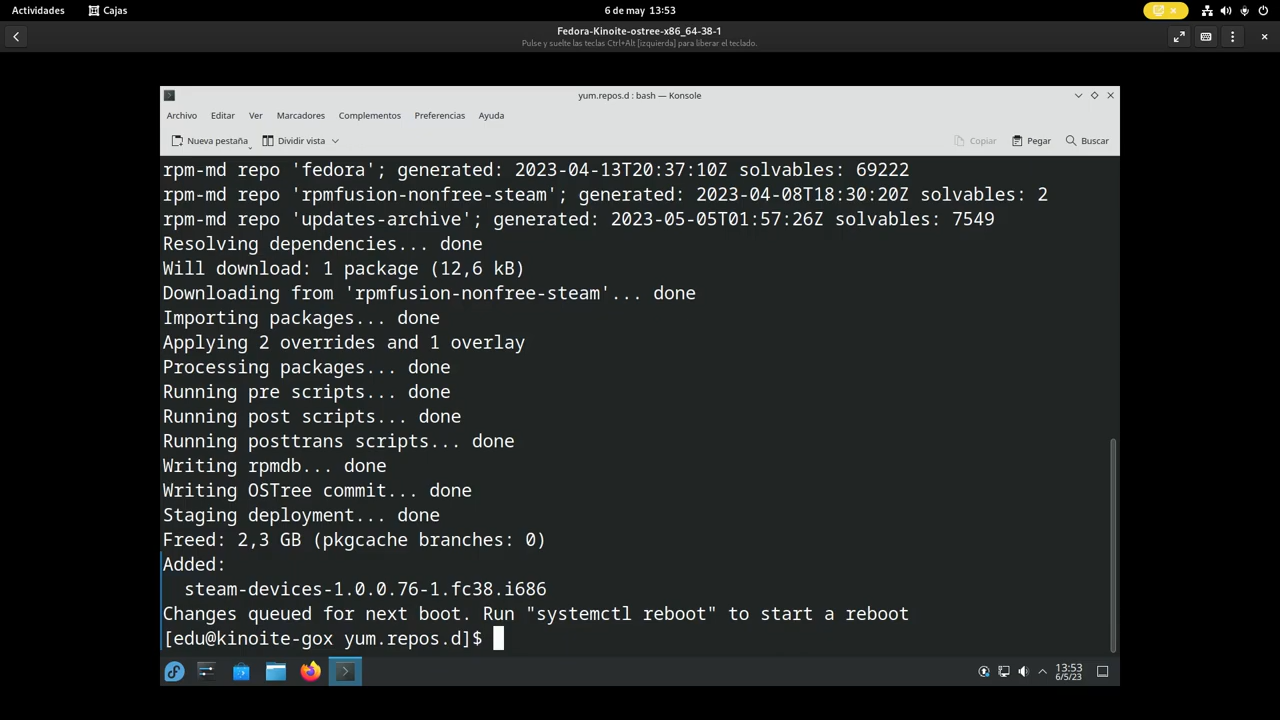 Actividades
Cajas
6 de may 13:53
Fedora-Kinoite-ostree-x86_64-38-1
Pulse y suelte las teclas Ctrl+Alt [izquierda] para liberar el teclado.
yum.repos.d : bash — Konsole
Archivo Editar Ver Marcadores Complementos Preferencias Ayuda
Nueva pestaña Dividir vista Copiar Pegar Buscar
rpm-md repo 'fedora'; generated: 2023-04-13T20:37:10Z solvables: 69222
rpm-md repo 'rpmfusion-nonfree-steam'; generated: 2023-04-08T18:30:20Z solvables: 2
rpm-md repo 'updates-archive'; generated: 2023-05-05T01:57:26Z solvables: 7549
Resolving dependencies... done
Will download: 1 package (12,6 kB)
Downloading from 'rpmfusion-nonfree-steam'... done
Importing packages... done
Applying 2 overrides and 1 overlay
Processing packages... done
Running pre scripts... done
Running post scripts... done
Running posttrans scripts... done
Writing rpmdb... done
Writing OSTree commit... done
Staging deployment... done
Freed: 2,3 GB (pkgcache branches: 0)
Added:
  steam-devices-1.0.0.76-1.fc38.i686
Changes queued for next boot. Run "systemctl reboot" to start a reboot
[edu@kinoite-gox yum.repos.d]$
13:53
6/5/23